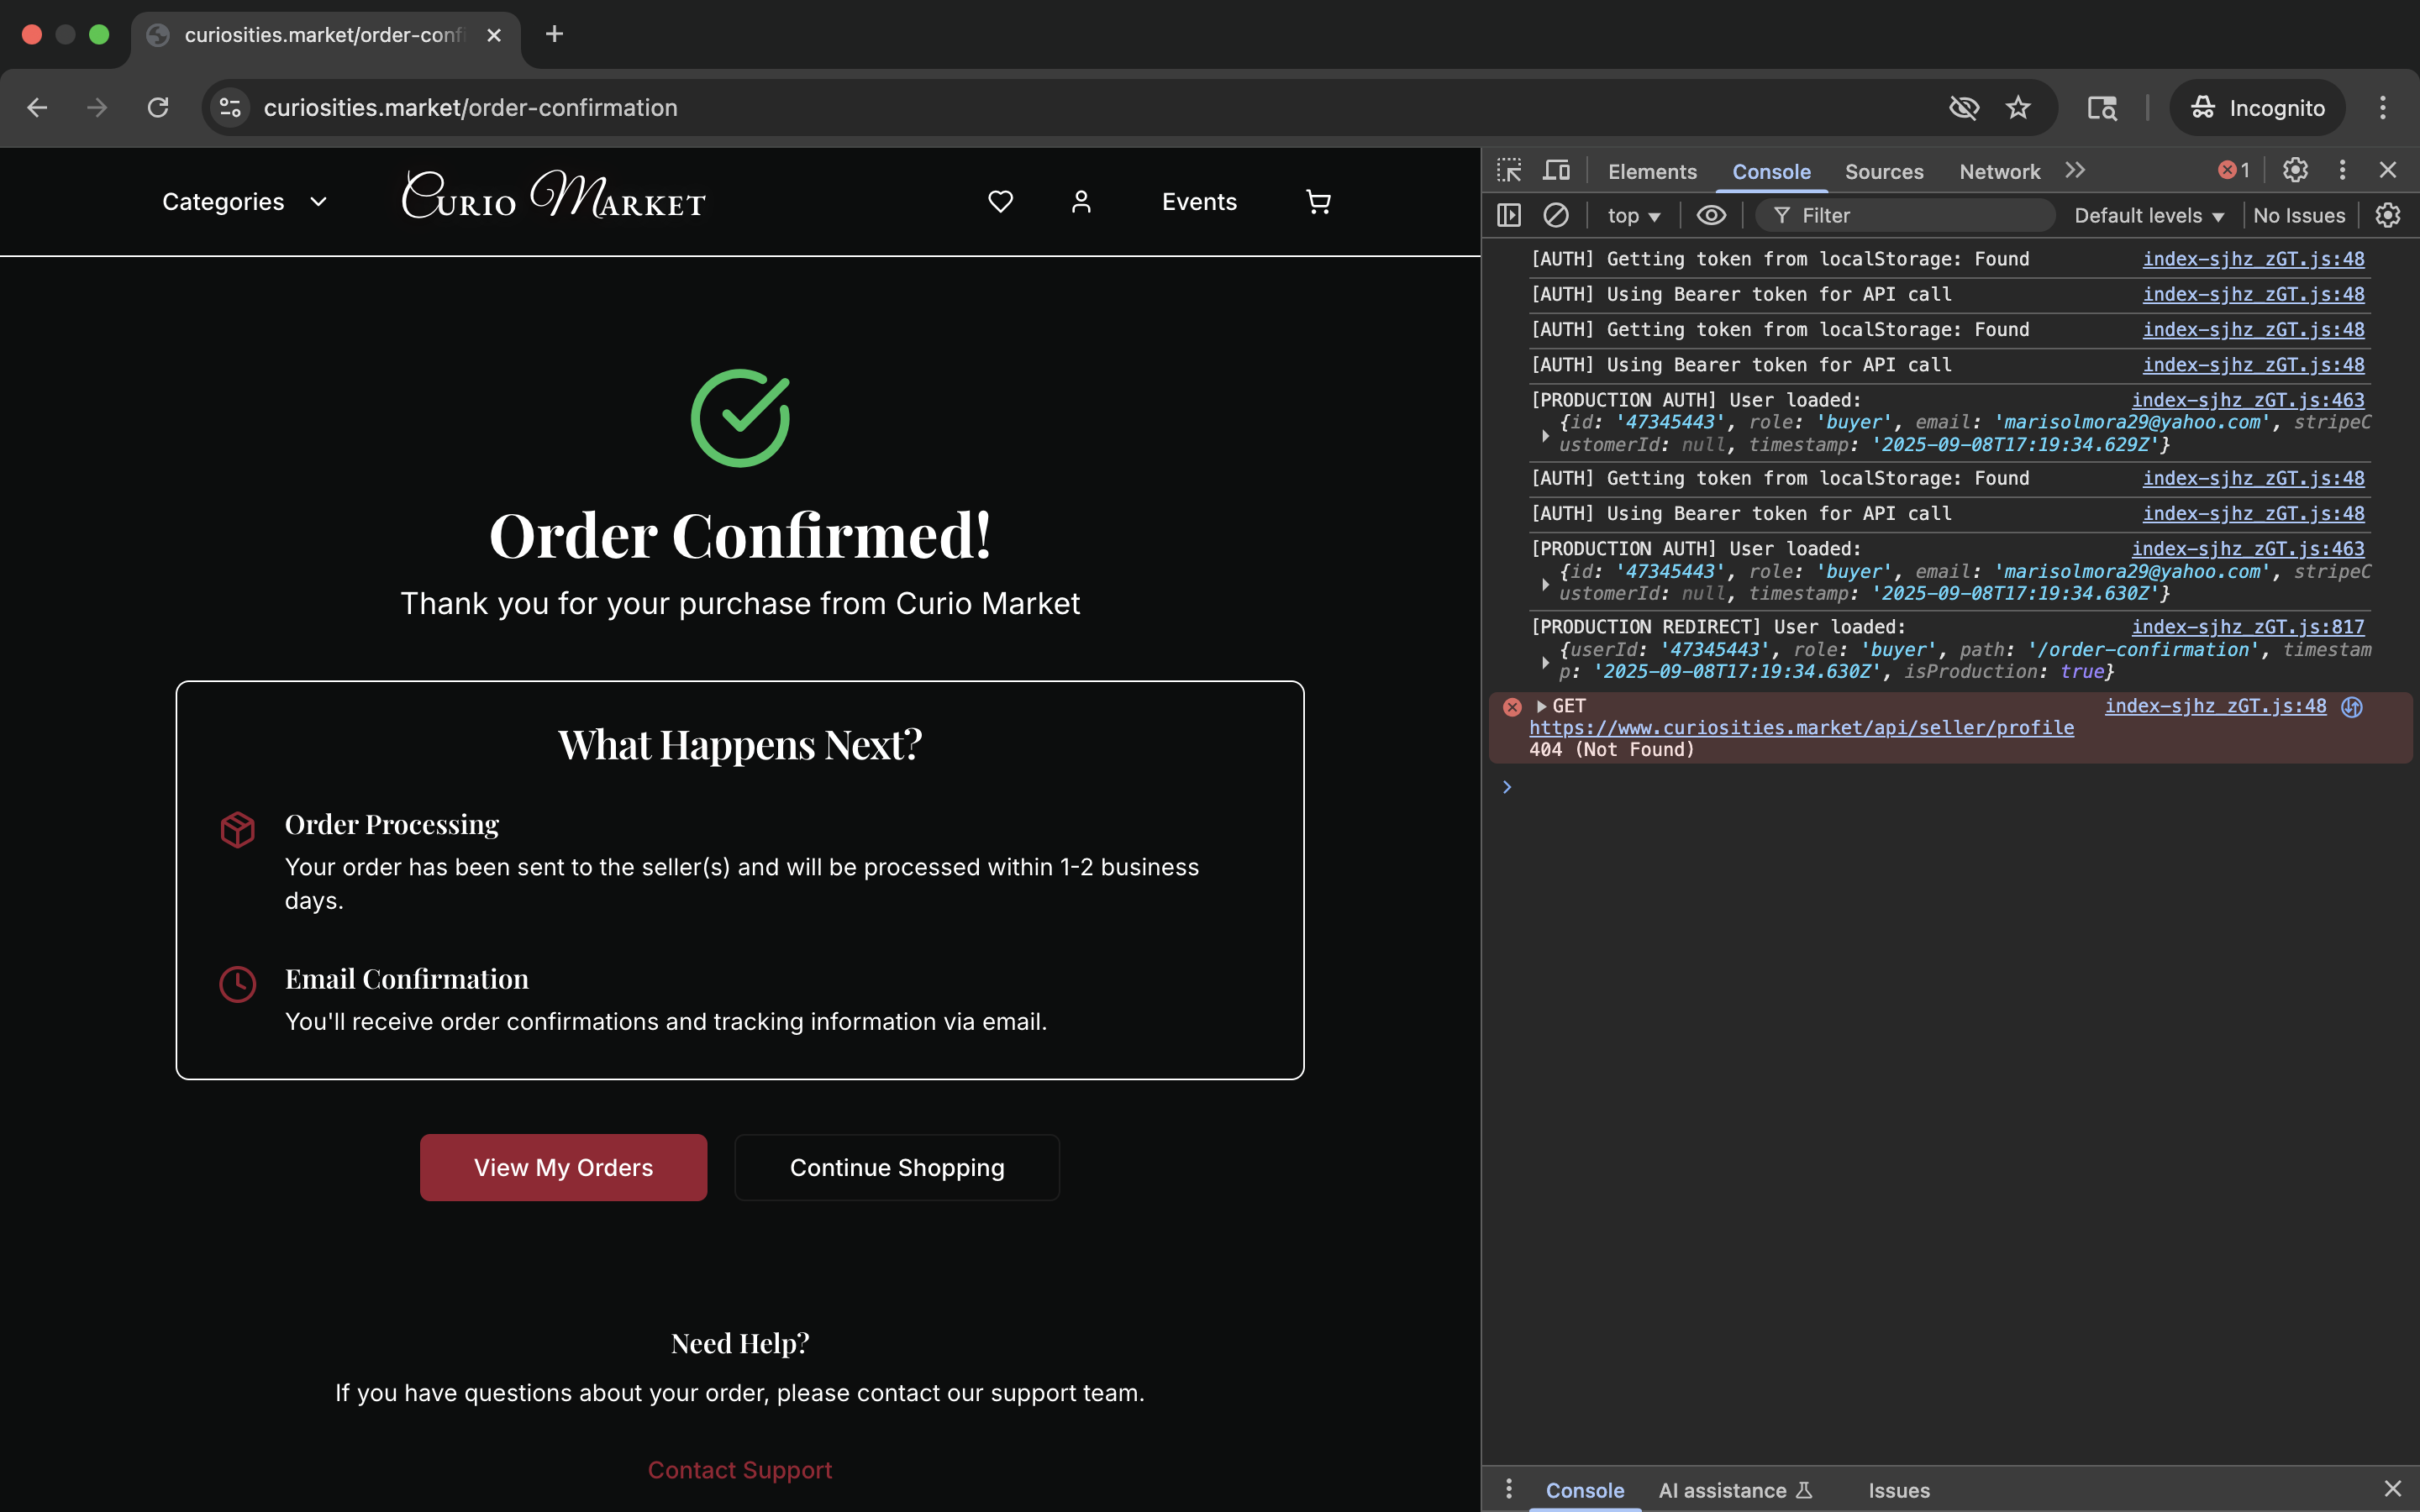 curiosities.market/order-confi
curiosities.market/order-confirmation
Incognito
Categories
Curio Market
Events
Order Confirmed!
Thank you for your purchase from Curio Market
What Happens Next?
Order Processing
Your order has been sent to the seller(s) and will be processed within 1-2 business
days.
Email Confirmation
You'll receive order confirmations and tracking information via email.
View My Orders
Continue Shopping
Need Help?
If you have questions about your order, please contact our support team.
Contact Support
Elements Console Sources Network 1
top Filter Default levels No Issues
[AUTH] Getting token from localStorage: Found index-sjhz_zGT.js:48
[AUTH] Using Bearer token for API call index-sjhz_zGT.js:48
[AUTH] Getting token from localStorage: Found index-sjhz_zGT.js:48
[AUTH] Using Bearer token for API call index-sjhz_zGT.js:48
[PRODUCTION AUTH] User loaded: index-sjhz_zGT.js:463
{id: '47345443', role: 'buyer', email: 'marisolmora29@yahoo.com', stripeC
ustomerId: null, timestamp: '2025-09-08T17:19:34.629Z'}
[AUTH] Getting token from localStorage: Found index-sjhz_zGT.js:48
[AUTH] Using Bearer token for API call index-sjhz_zGT.js:48
[PRODUCTION AUTH] User loaded: index-sjhz_zGT.js:463
{id: '47345443', role: 'buyer', email: 'marisolmora29@yahoo.com', stripeC
ustomerId: null, timestamp: '2025-09-08T17:19:34.630Z'}
[PRODUCTION REDIRECT] User loaded: index-sjhz_zGT.js:817
{userId: '47345443', role: 'buyer', path: '/order-confirmation', timestam
p: '2025-09-08T17:19:34.630Z', isProduction: true}
GET index-sjhz_zGT.js:48
https://www.curiosities.market/api/seller/profile
404 (Not Found)
Console AI assistance Issues